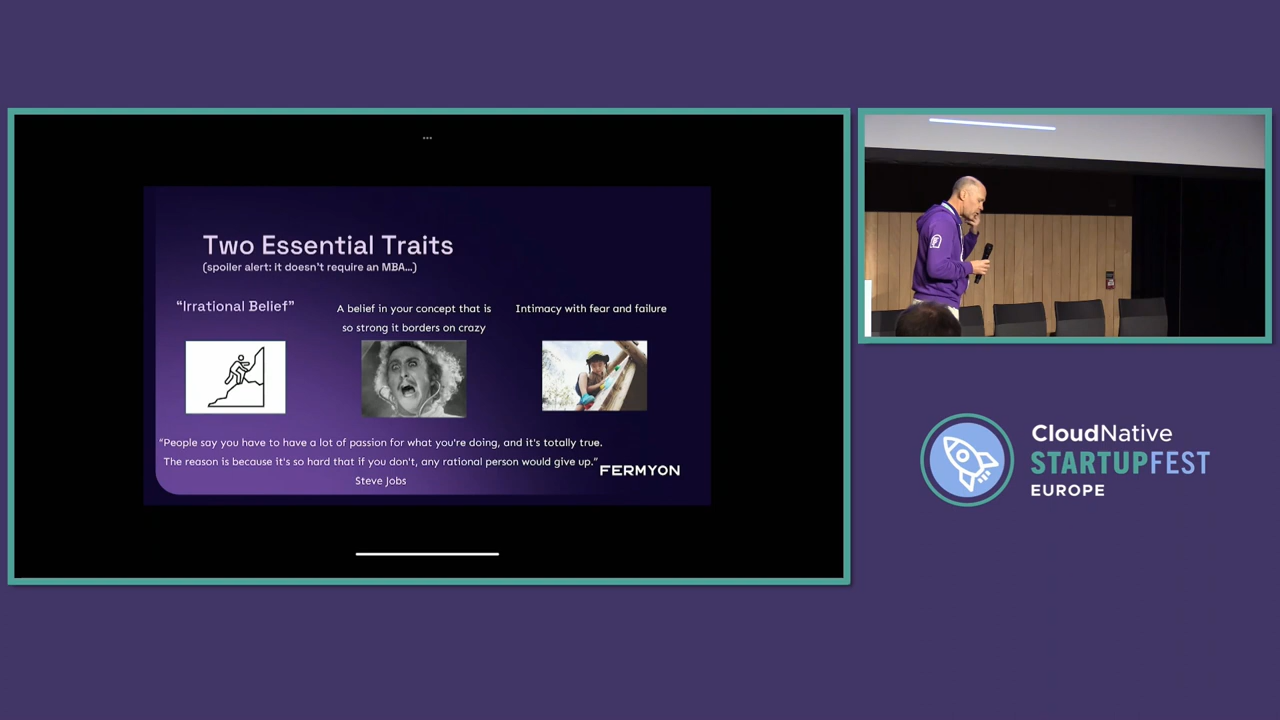 ...
Two Essential Traits
(spoiler alert: it doesn't require an MBA...)
“Irrational Belief”
A belief in your concept that is
so strong it borders on crazy
Intimacy with fear and failure
“People say you have to have a lot of passion for what you're doing, and it's totally true.
The reason is because it's so hard that if you don't, any rational person would give up.”
Steve Jobs
FERMYON
CloudNative
STARTUPFEST
EUROPE